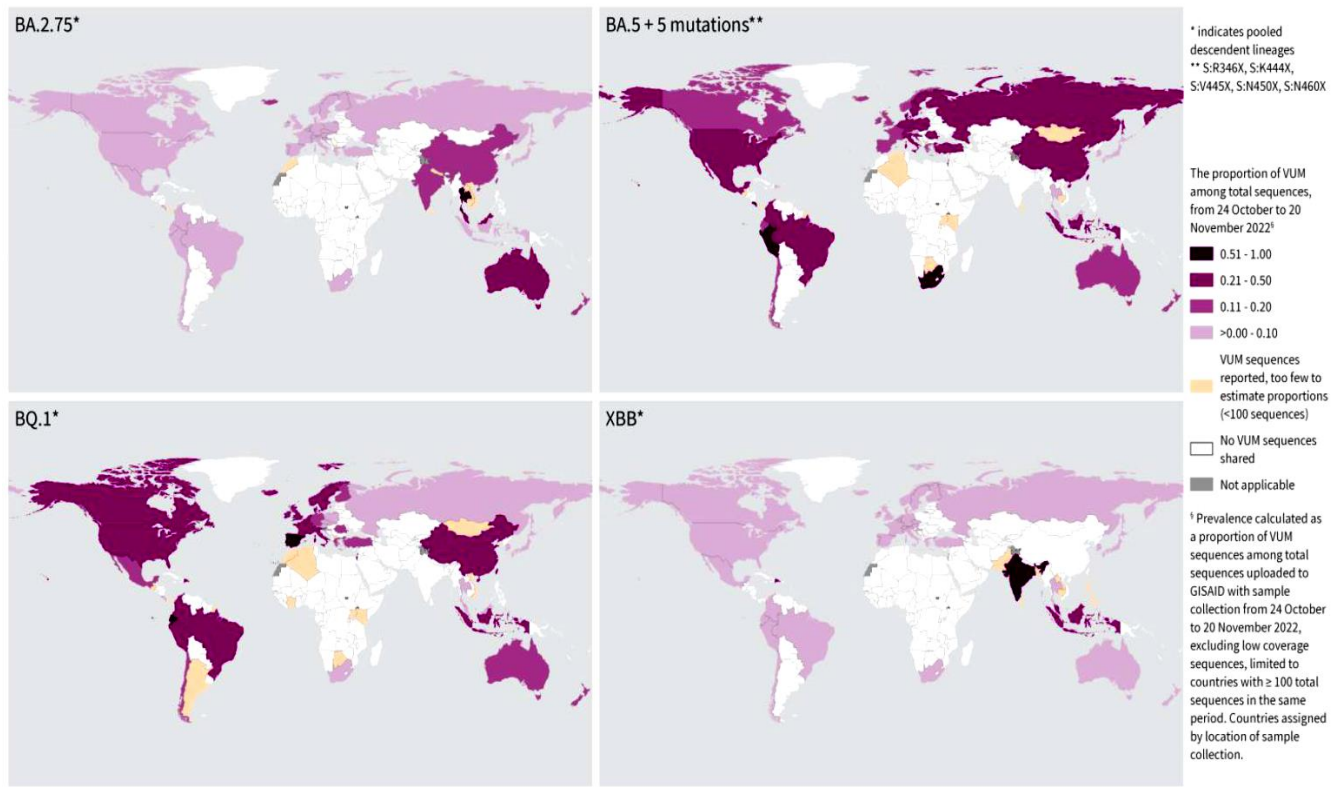 BA.2.75*
BA.5 + 5 mutations**
* indicates pooled
descendent lineages
** S:R346X, S:K444X,
S:V445X, S:N450X, S:N460X
The proportion of VUM
among total sequences,
from 24 October to 20
November 2022§
0.51 - 1.00
0.21 - 0.50
0.11 - 0.20
>0.00 - 0.10
VUM sequences
reported, too few to
estimate proportions
(<100 sequences)
No VUM sequences
shared
Not applicable
§ Prevalence calculated as
a proportion of VUM
sequences among total
sequences uploaded to
GISAID with sample
collection from 24 October
to 20 November 2022,
excluding low coverage
sequences, limited to
countries with ≥ 100 total
sequences in the same
period. Countries assigned
by location of sample
collection.
BQ.1*
XBB*